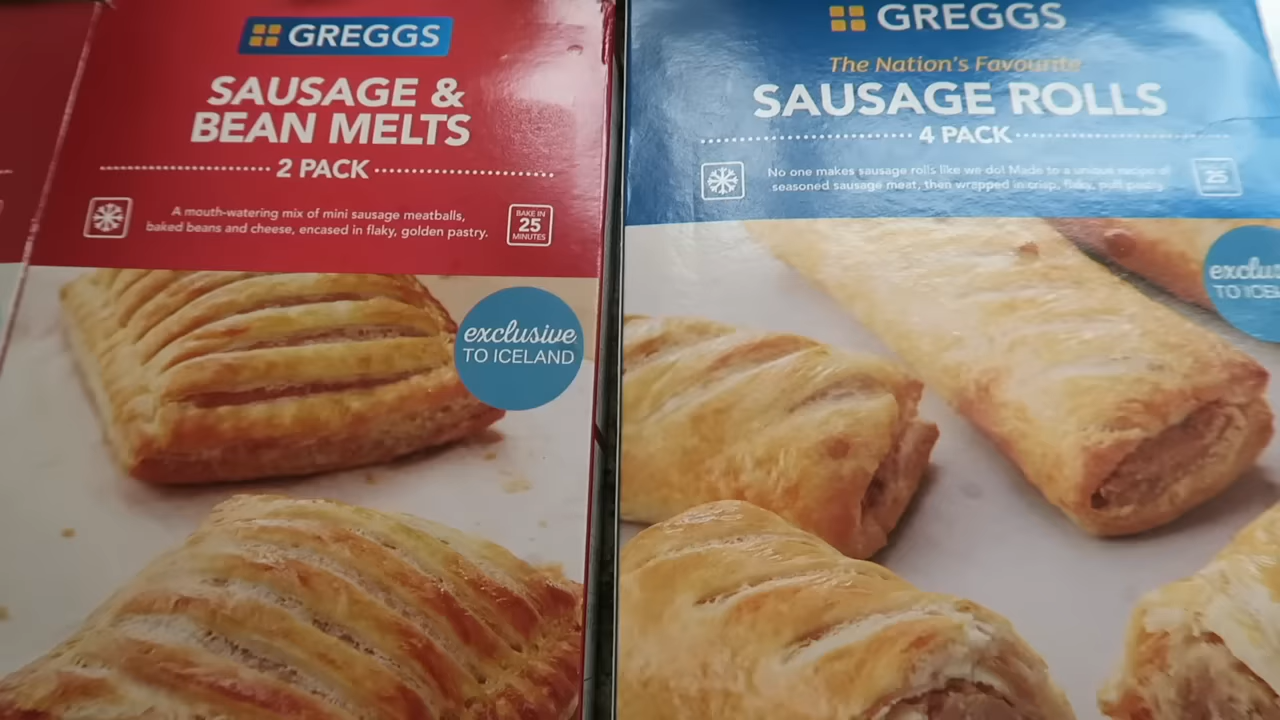 GREGGS
SAUSAGE &
BEAN MELTS
2 PACK
A mouth-watering mix of mini sausage meatballs,
baked beans and cheese, encased in flaky, golden pastry.
BAKE IN
25
MINUTES
exclusive
TO ICELAND
GREGGS
The Nation's Favourite
SAUSAGE ROLLS
4 PACK
No one makes sausage rolls like we do! Made to a unique recipe of
seasoned sausage meat, then wrapped in crisp, flaky, puff pastry.
25
exclus
TO ICEL